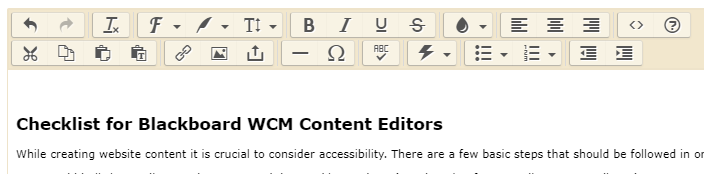 Checklist for Blackboard WCM Content Editors
While creating website content it is crucial to consider accessibility. There are a few basic steps that should be followed in